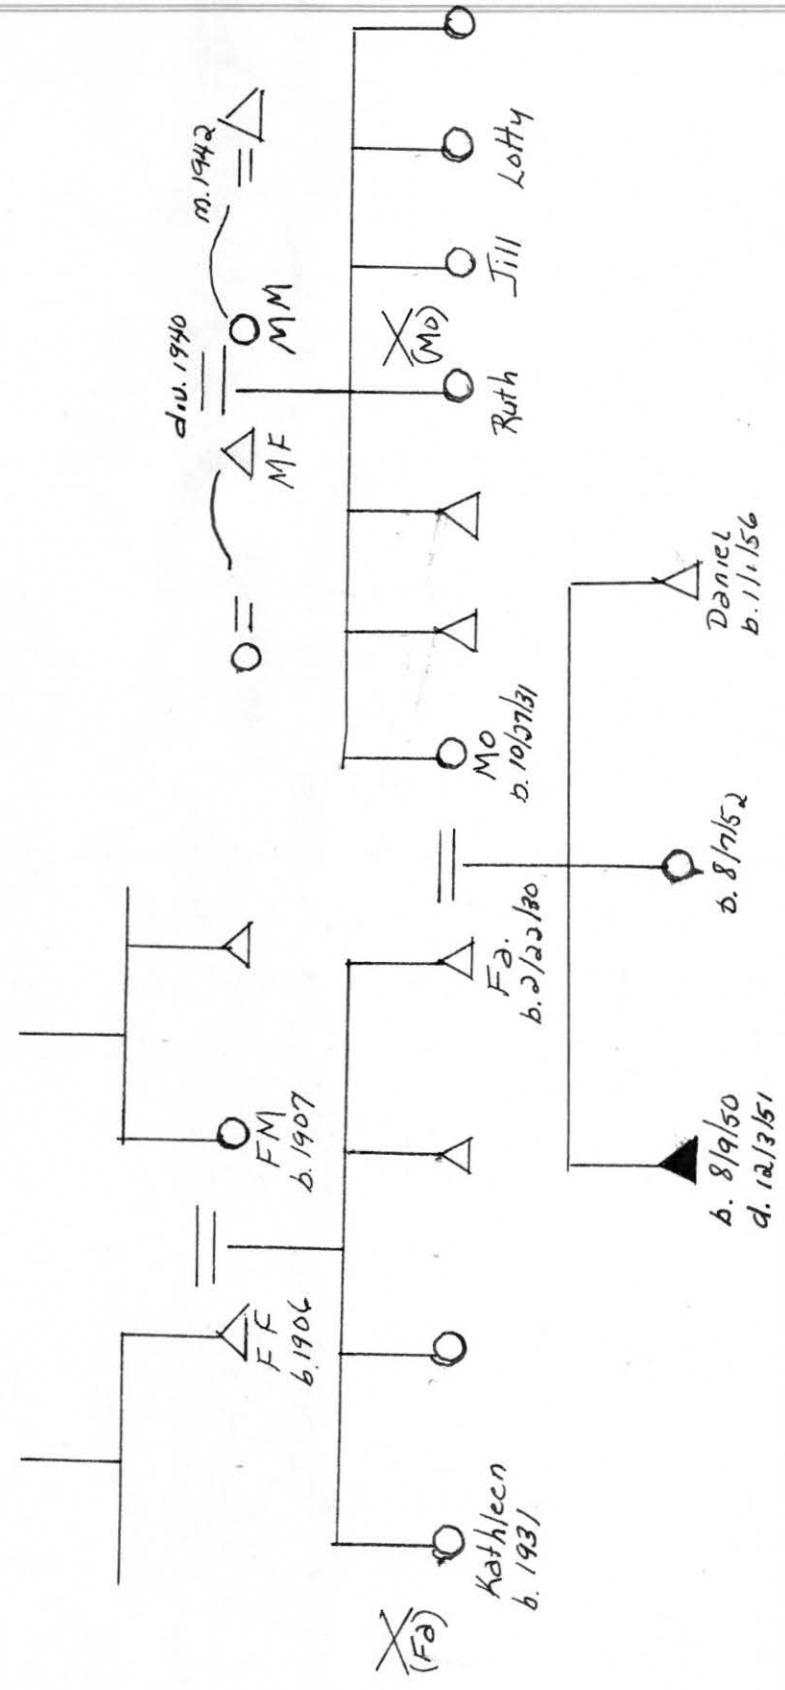 div. 1940
m. 1942
FF
b. 1906
FM
b. 1907
MF
MM
X
(Fa)
X
(Mo)
Kathleen
b. 1931
Fa.
b. 2/22/30
Mo
b. 10/27/31
Ruth
Jill
Lotty
b. 8/9/50
d. 12/3/51
b. 8/7/52
Daniel
b. 1/1/56